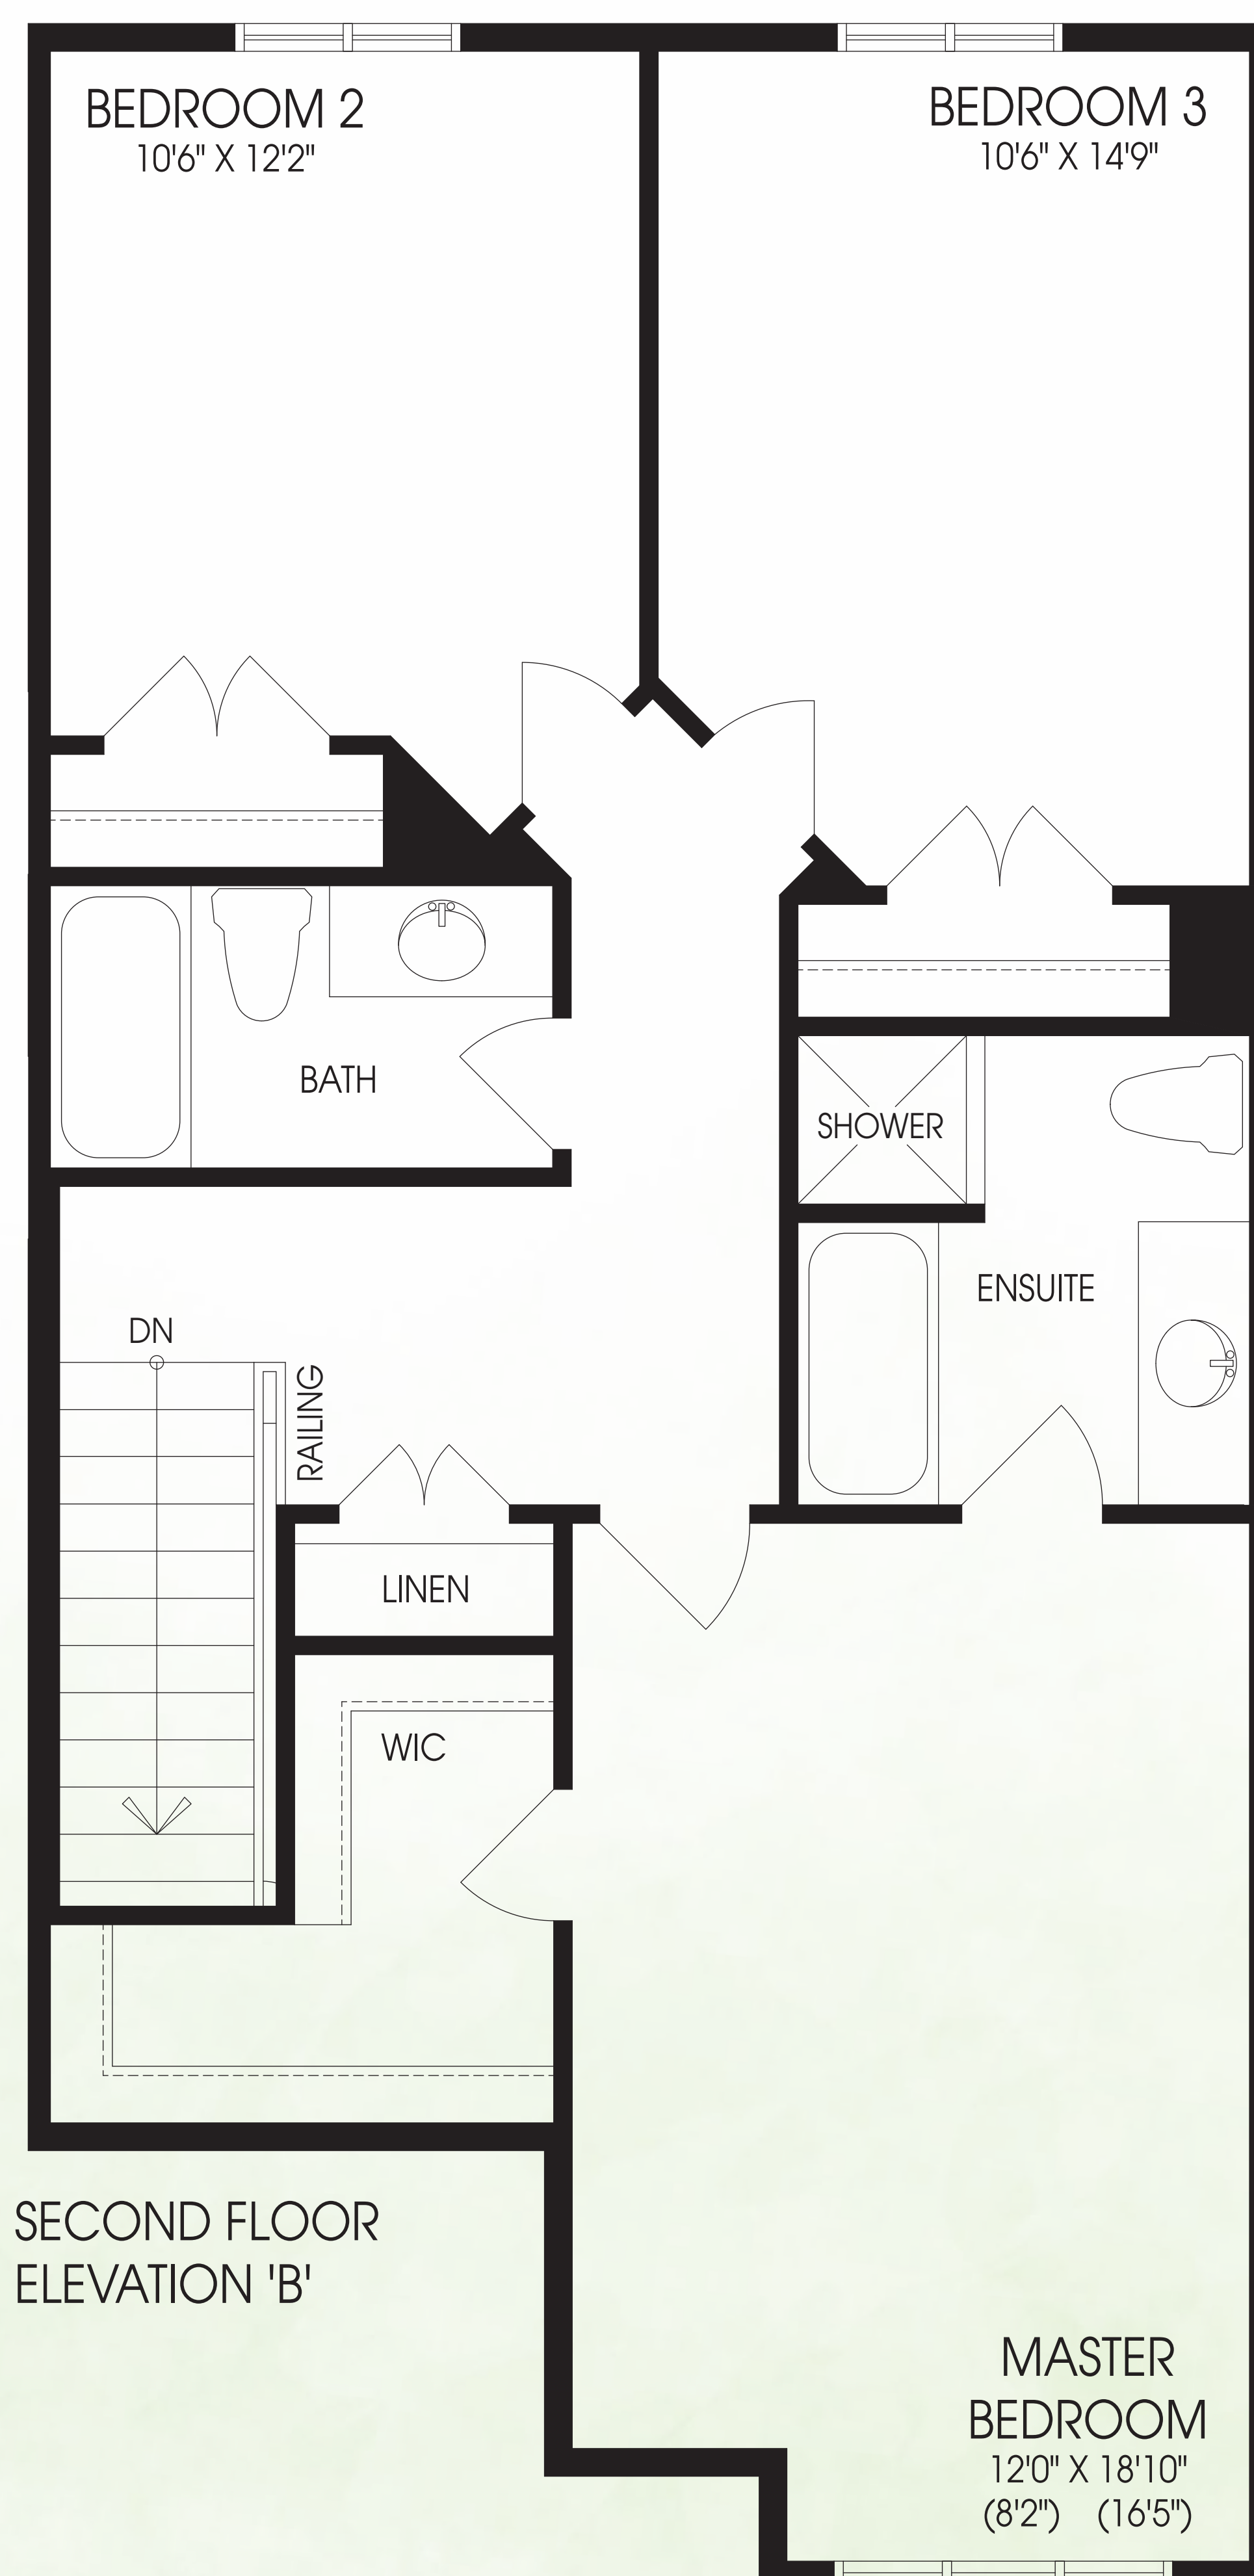 BEDROOM 2
10'6" X 12'2"
BEDROOM 3
10'6" X 14'9"
BATH
SHOWER
ENSUITE
DN
RAILING
LINEN
WIC
SECOND FLOOR
ELEVATION 'B'
MASTER
BEDROOM
12'0" X 18'10"
(8'2") (16'5")